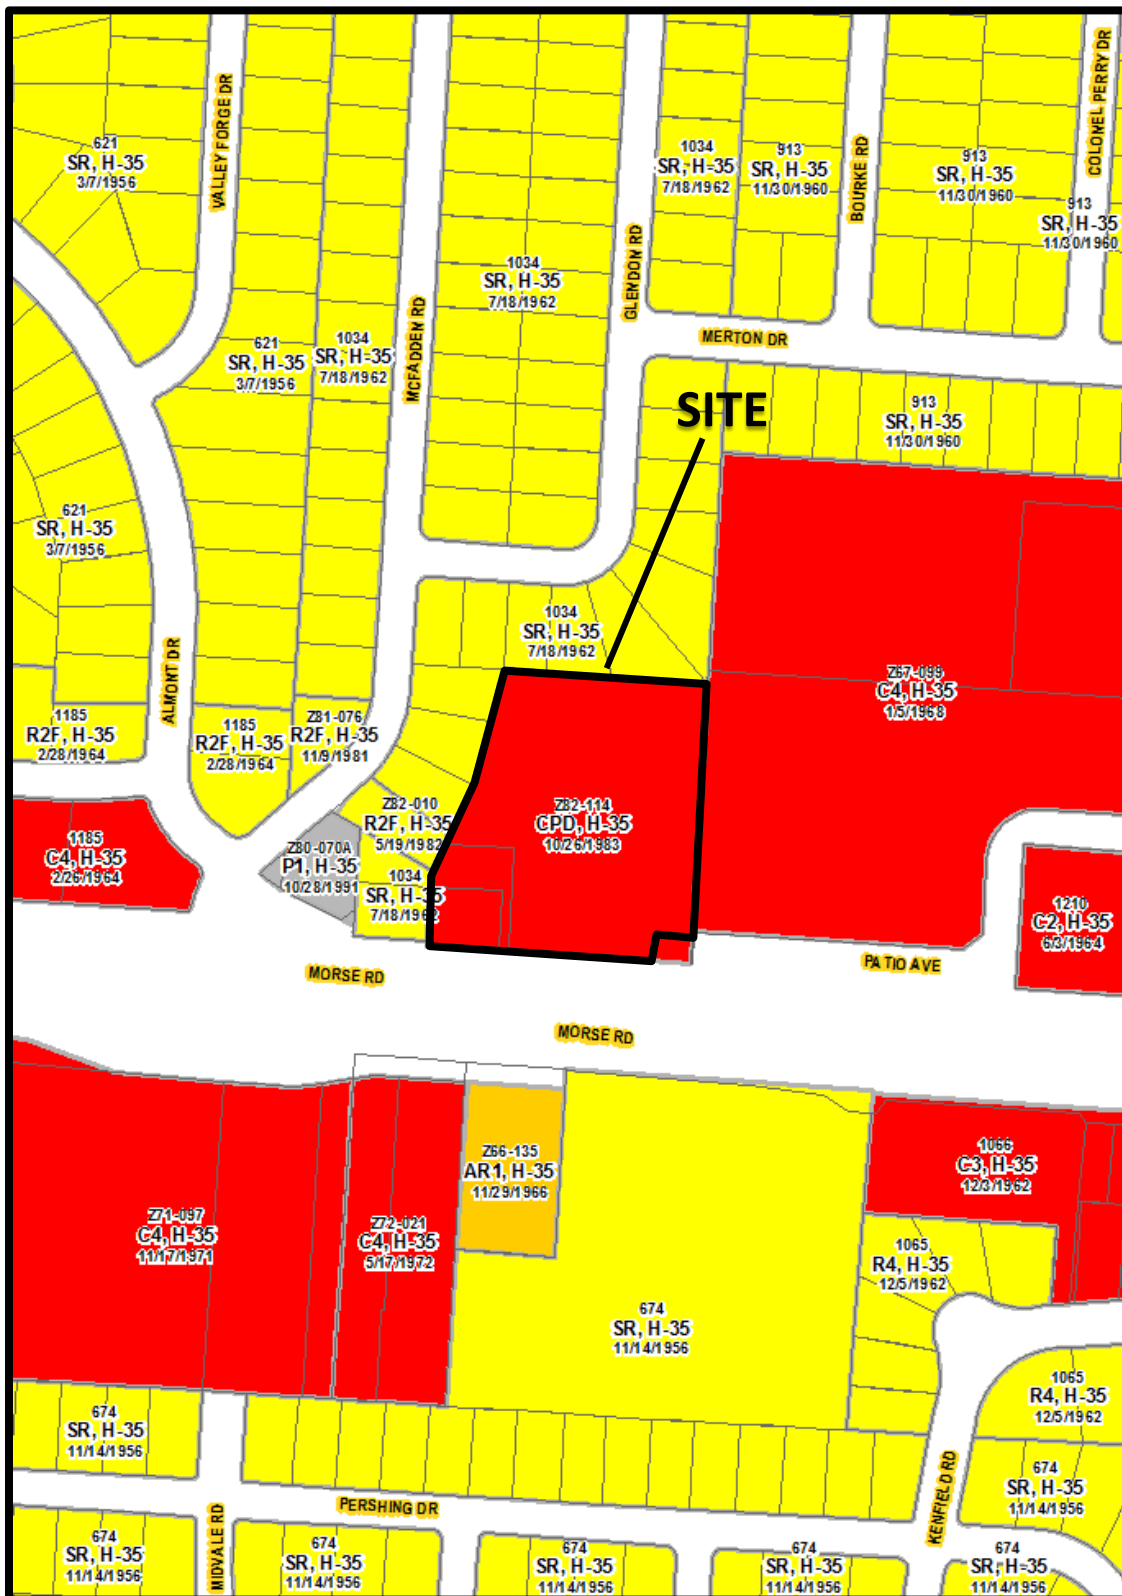 621
SR, H-35
3/7/1956
VALLEY FORGE DR
1034
SR, H-35
7/18/1962
913
SR, H-35
11/30/1960
BOURKE RD
913
SR, H-35
11/30/1960
COLONEL PERRY DR
913
SR, H-35
11/30/1960
1034
SR, H-35
7/18/1962
GLENDON RD
MERTON DR
621
SR, H-35
3/7/1956
1034
SR, H-35
7/18/1962
MCFADDEN RD
SITE
913
SR, H-35
11/30/1960
621
SR, H-35
3/7/1956
1034
SR, H-35
7/18/1962
ALMONT DR
Z67-099
C4, H-35
1/5/1968
1185
R2F, H-35
2/28/1964
1185
R2F, H-35
2/28/1964
Z81-076
R2F, H-35
11/9/1981
Z82-010
R2F, H-35
5/19/1982
Z82-114
CPD, H-35
10/26/1983
1185
C4, H-35
2/26/1964
Z80-070A
P1, H-35
10/28/1991
1034
SR, H-35
7/18/1962
1210
C2, H-35
6/3/1964
MORSE RD
PATIO AVE
MORSE RD
Z66-135
AR1, H-35
11/29/1966
1066
C3, H-35
12/3/1962
Z71-097
C4, H-35
11/17/1971
Z72-021
C4, H-35
5/17/1972
1065
R4, H-35
12/5/1962
674
SR, H-35
11/14/1956
1065
R4, H-35
12/5/1962
674
SR, H-35
11/14/1956
674
SR, H-35
11/14/1956
KENFIELD RD
PERSHING DR
MIDVALE RD
674
SR, H-35
11/14/1956
674
SR, H-35
11/14/1956
674
SR, H-35
11/14/1956
674
SR, H-35
11/14/1956
674
SR, H-35
11/14/1956